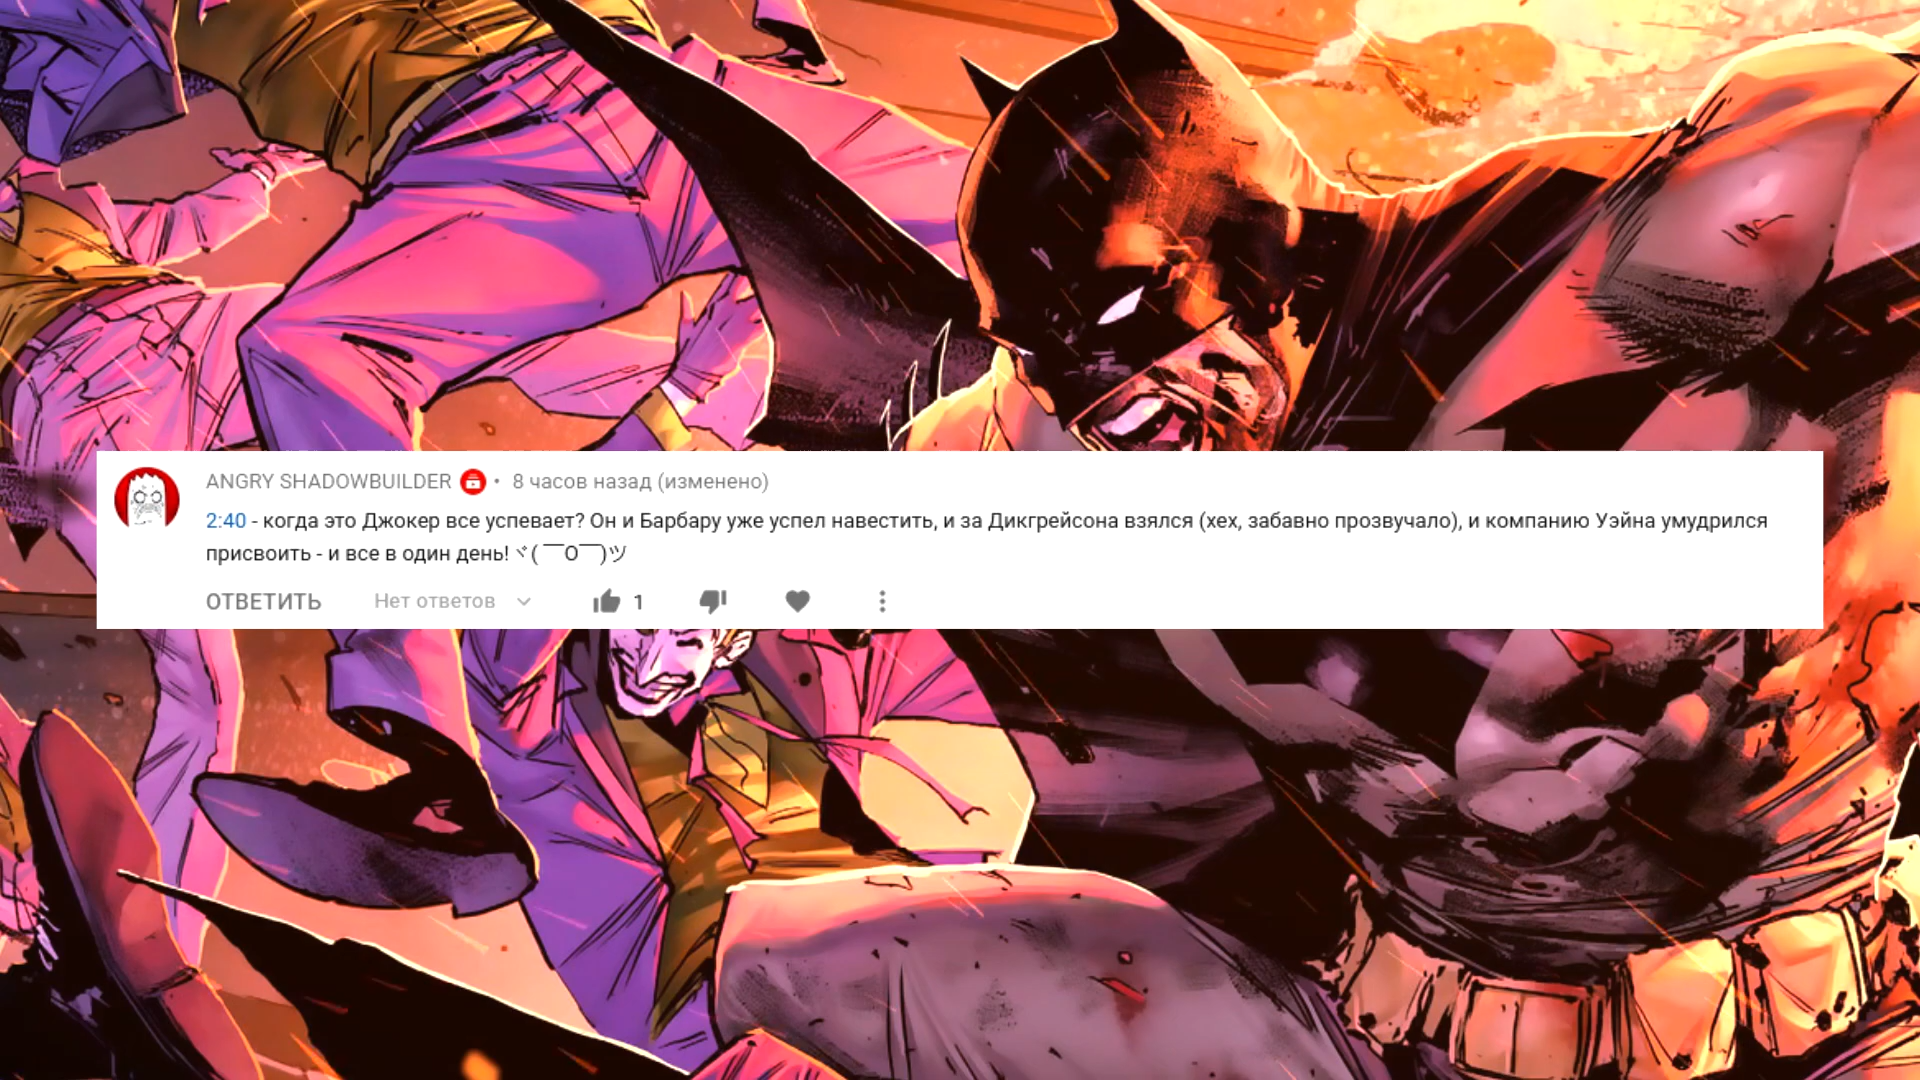 ANGRY SHADOWBUILDER • 8 часов назад (изменено)
2:40 - когда это Джокер все успевает? Он и Барбару уже успел навестить, и за Дикгрейсона взялся (хех, забавно прозвучало), и компанию Уэйна умудрился
присвоить - и все в один день!ヾ(￣O￣)ツ
ОТВЕТИТЬ Нет ответов 1